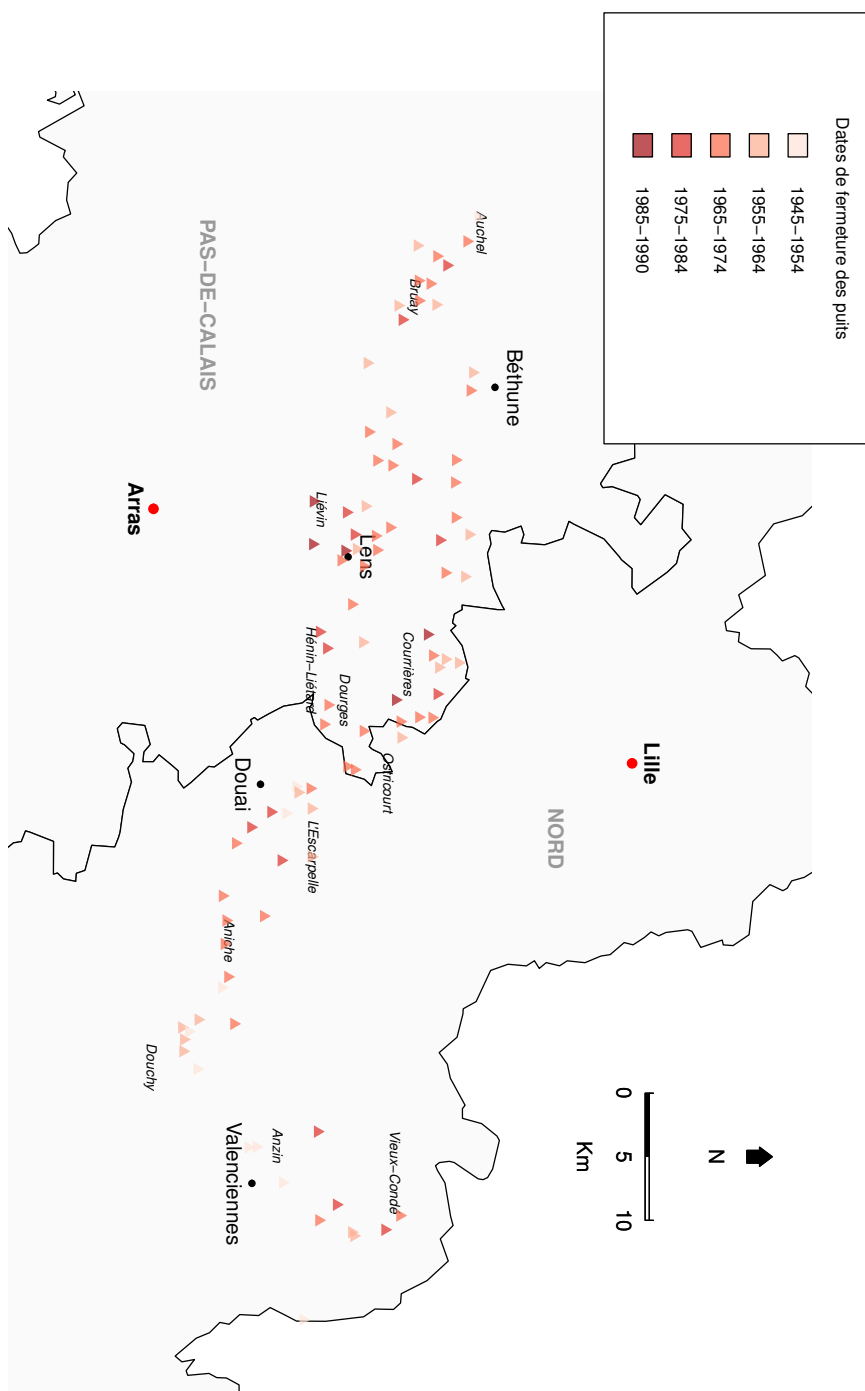 Dates de fermeture des puits
1945−1954
1955−1964
1965−1974
1975−1984
1985−1990
N
0
5
10
Km
Lille
NORD
Béthune
Auchel
Bruay
PAS−DE−CALAIS
Vieux−Conde
Courrières
Ostricourt
Lens
Liévin
Dourges
Hénin−Liétard
L'Escarpelle
Anzin
Douai
Valenciennes
Aniche
Arras
Douchy